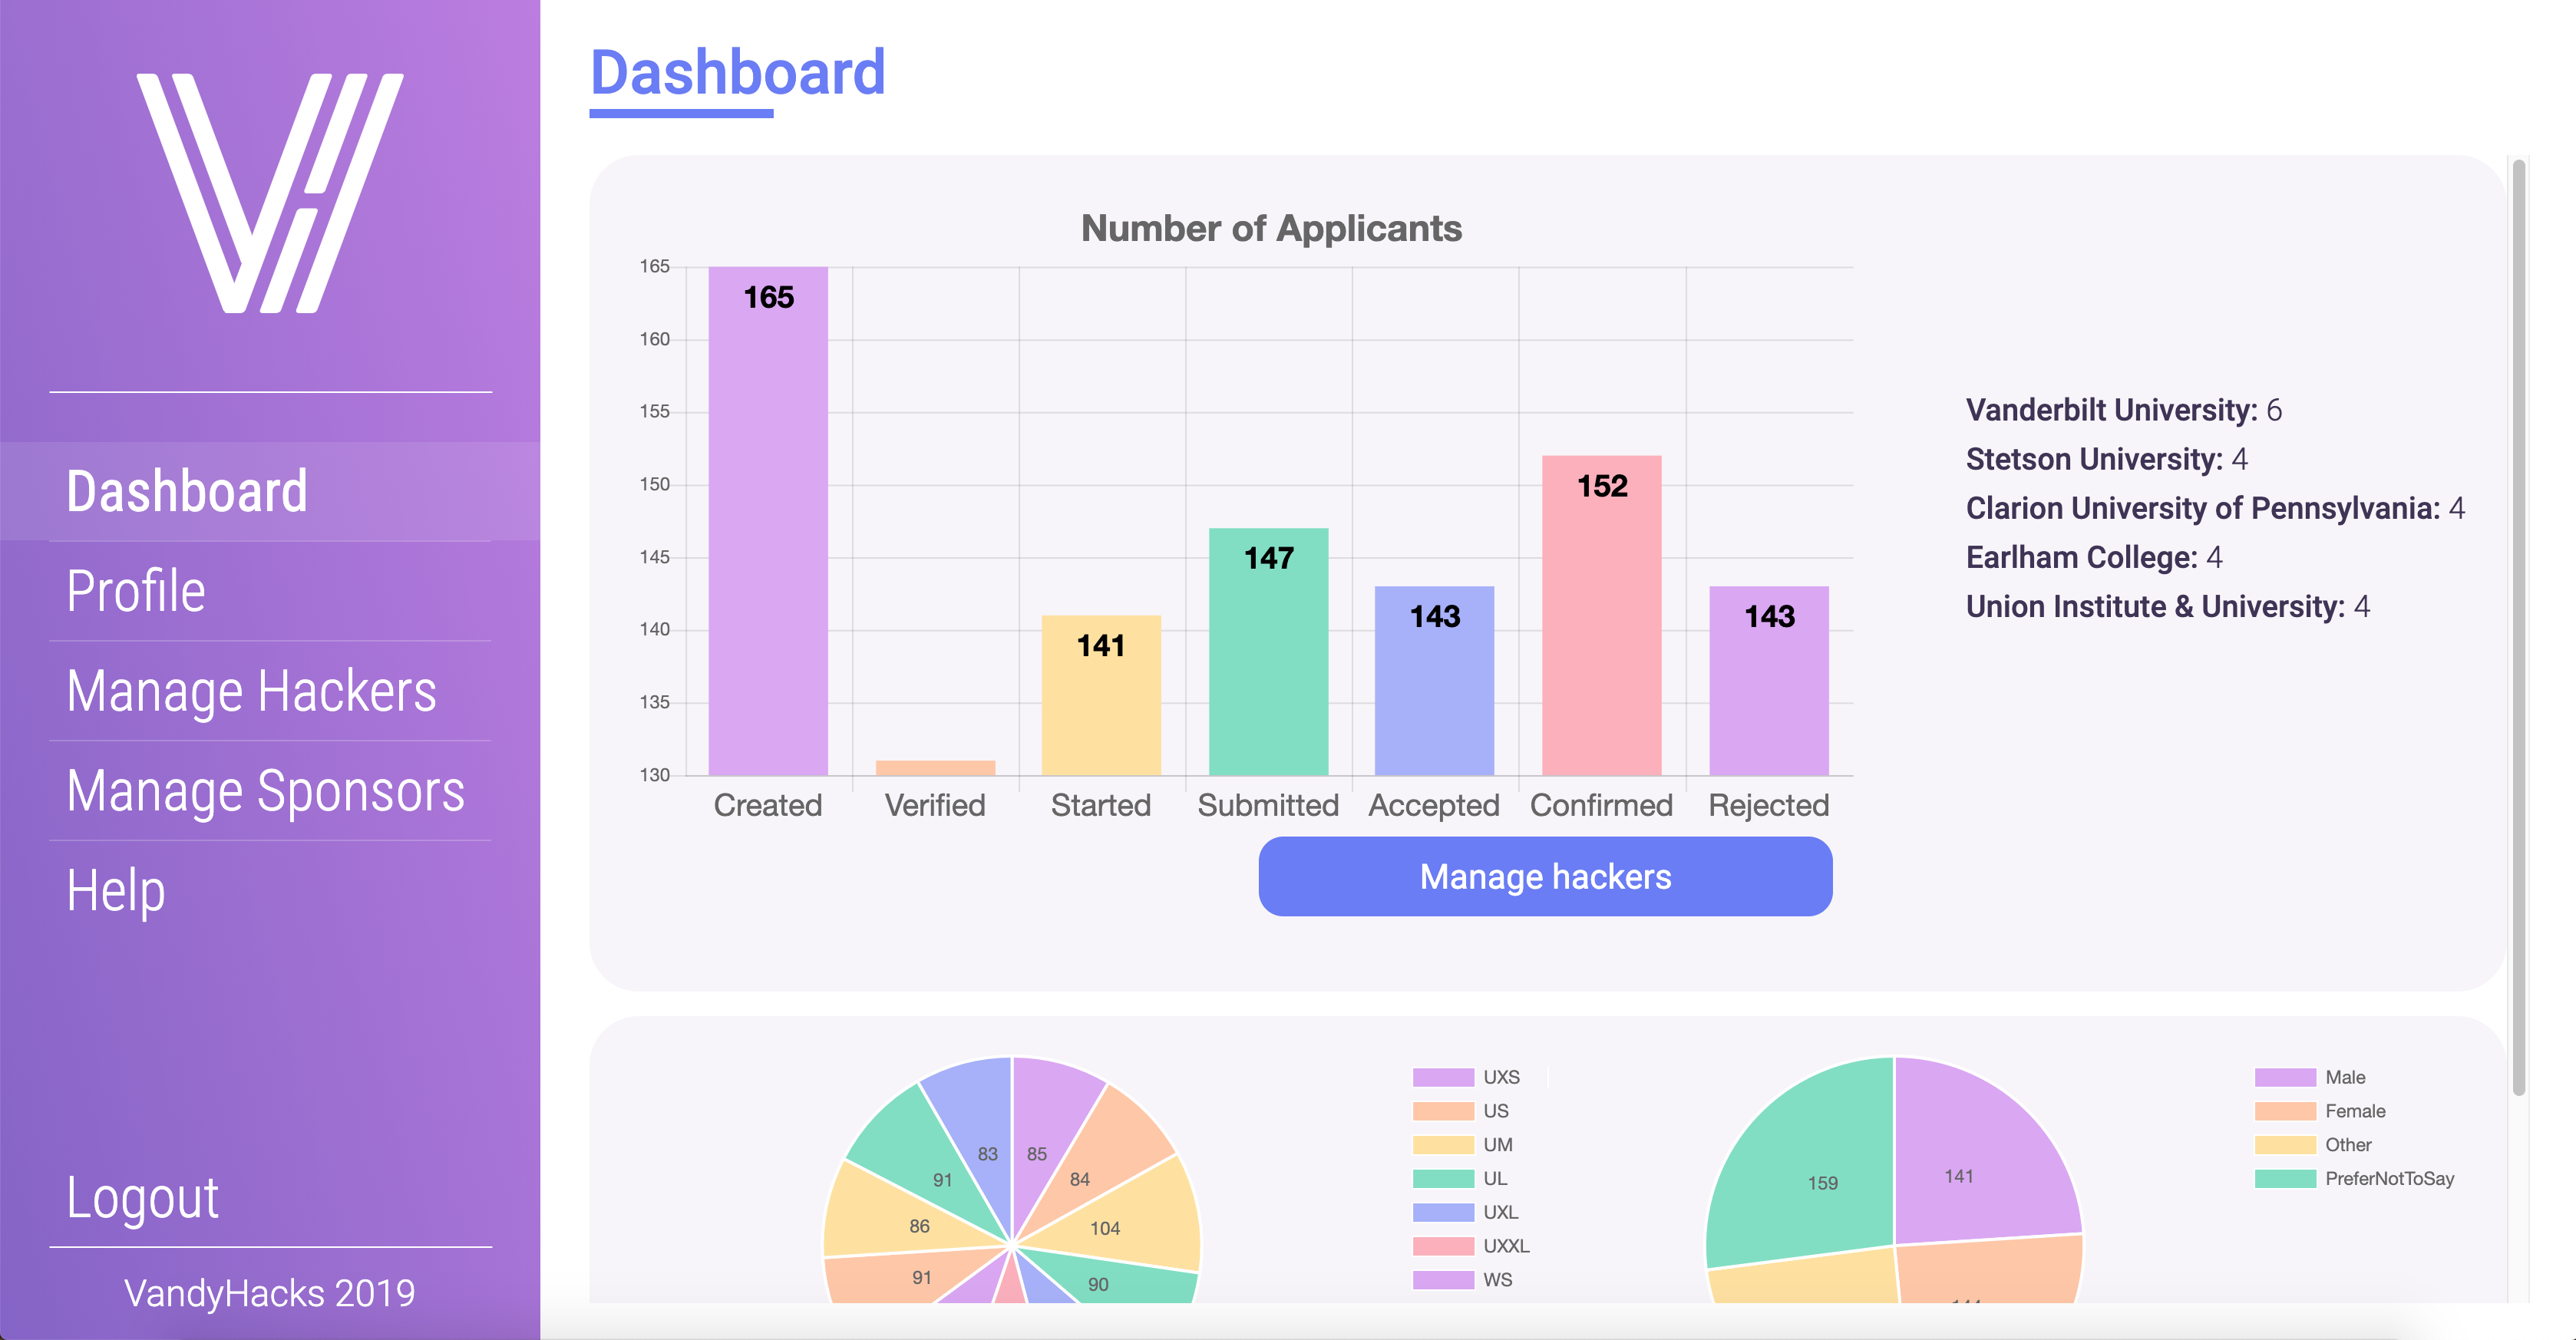 Dashboard
Profile
Manage Hackers
Manage Sponsors
Help
Logout
VandyHacks 2019
Dashboard
Number of Applicants
165
160
155
150
145
140
135
130
165
141
147
143
152
143
Created
Verified
Started
Submitted
Accepted
Confirmed
Rejected
Manage hackers
Vanderbilt University: 6
Stetson University: 4
Clarion University of Pennsylvania: 4
Earlham College: 4
Union Institute & University: 4
83
85
91
84
86
104
91
90
UXS
US
UM
UL
UXL
UXXL
WS
159
141
Male
Female
Other
PreferNotToSay